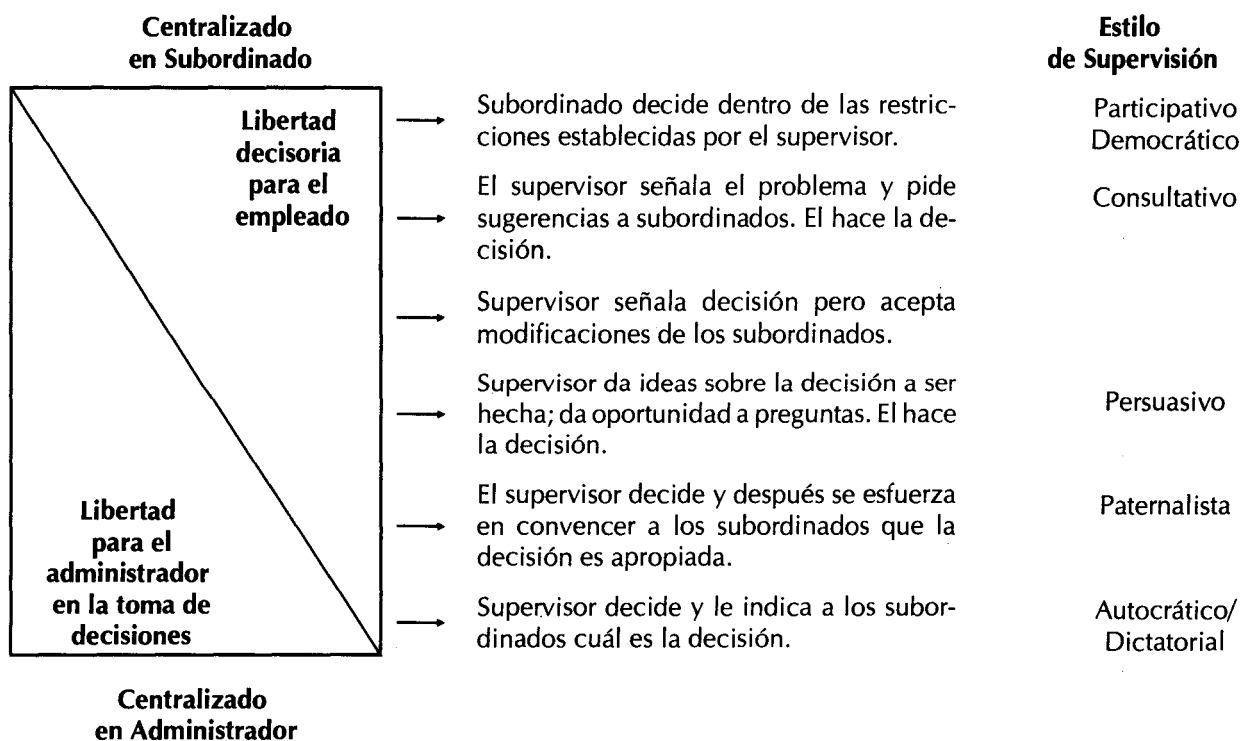 Centralizado
en Subordinado
Estilo
de Supervisión
Libertad
decisoria
para el
empleado
Subordinado decide dentro de las restric-
ciones establecidas por el supervisor.
Participativo
Democrático
El supervisor señala el problema y pide
sugerencias a subordinados. El hace la de-
cisión.
Consultativo
Supervisor señala decisión pero acepta
modificaciones de los subordinados.
Supervisor da ideas sobre la decisión a ser
hecha; da oportunidad a preguntas. El hace
la decisión.
Persuasivo
Libertad
para el
administrador
en la toma de
decisiones
El supervisor decide y después se esfuerza
en convencer a los subordinados que la
decisión es apropiada.
Paternalista
Supervisor decide y le indica a los subor-
dinados cuál es la decisión.
Autocrático/
Dictatorial
Centralizado
en Administrador